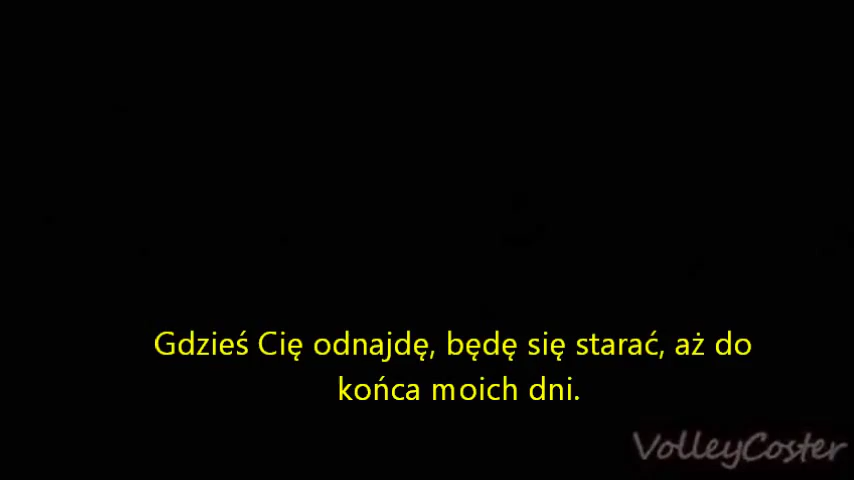 Gdzieś Cię odnajdę, będę się starać, aż do
końca moich dni.
VolleyCoster